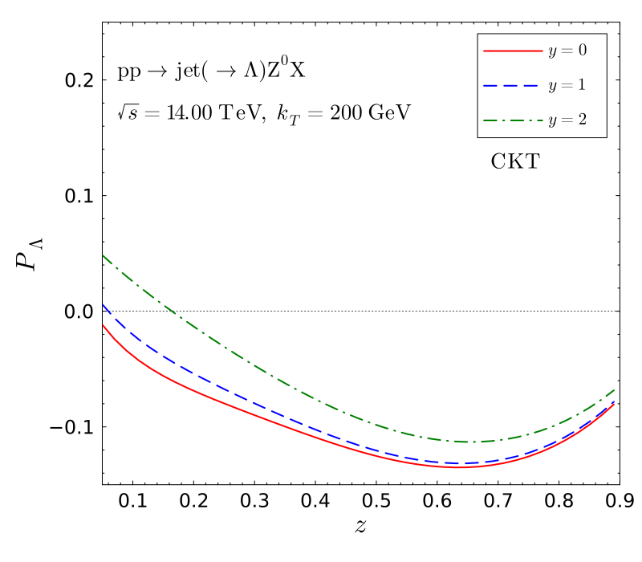 pp → jet( → Λ)Z⁰X
√s = 14.00 TeV, k_T = 200 GeV
y = 0
y = 1
y = 2
CKT
P_Λ
0.2
0.1
0.0
−0.1
0.1 0.2 0.3 0.4 0.5 0.6 0.7 0.8 0.9
z